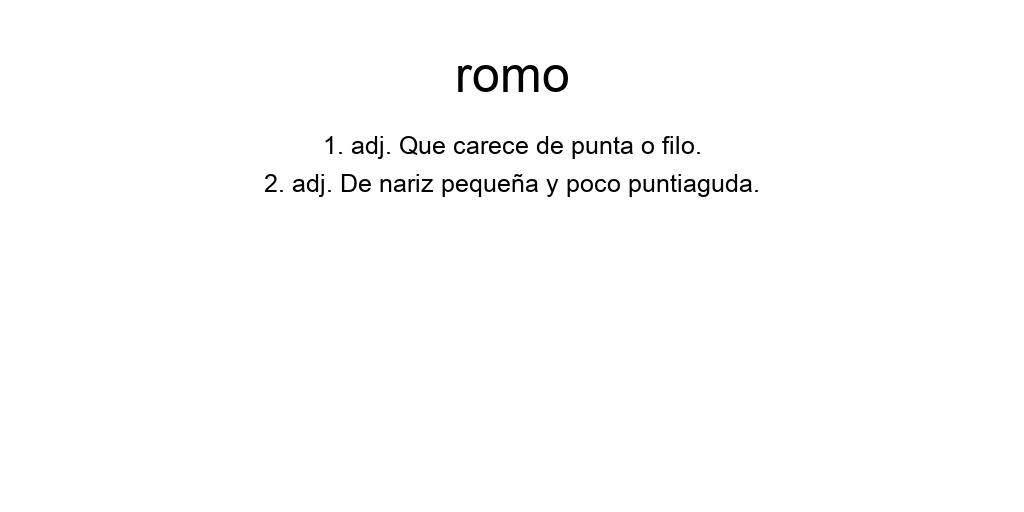 romo
1. adj. Que carece de punta o filo.
2. adj. De nariz pequeña y poco puntiaguda.